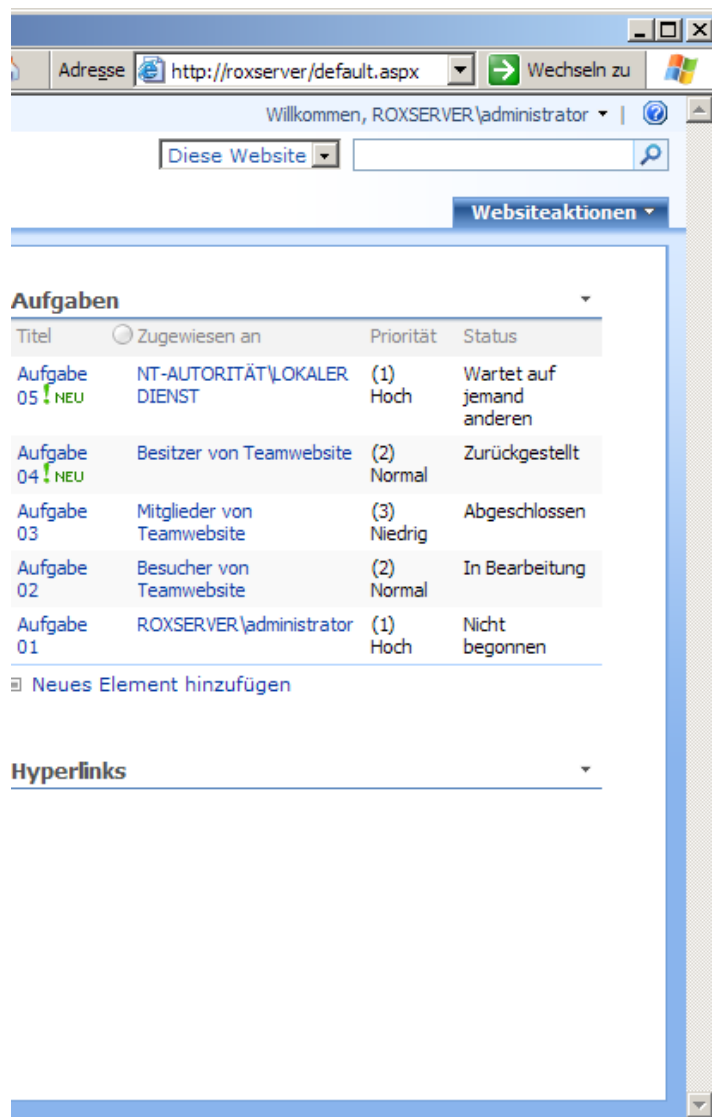 Adresse http://roxserver/default.aspx Wechseln zu
Willkommen, ROXSERVER\administrator |
Diese Website
Websiteaktionen
Aufgaben
Titel Zugewiesen an Priorität Status
Aufgabe 05 ! NEU NT-AUTORITÄT\LOKALER DIENST (1) Hoch Wartet auf jemand anderen
Aufgabe 04 ! NEU Besitzer von Teamwebsite (2) Normal Zurückgestellt
Aufgabe 03 Mitglieder von Teamwebsite (3) Niedrig Abgeschlossen
Aufgabe 02 Besucher von Teamwebsite (2) Normal In Bearbeitung
Aufgabe 01 ROXSERVER\administrator (1) Hoch Nicht begonnen
Neues Element hinzufügen
Hyperlinks